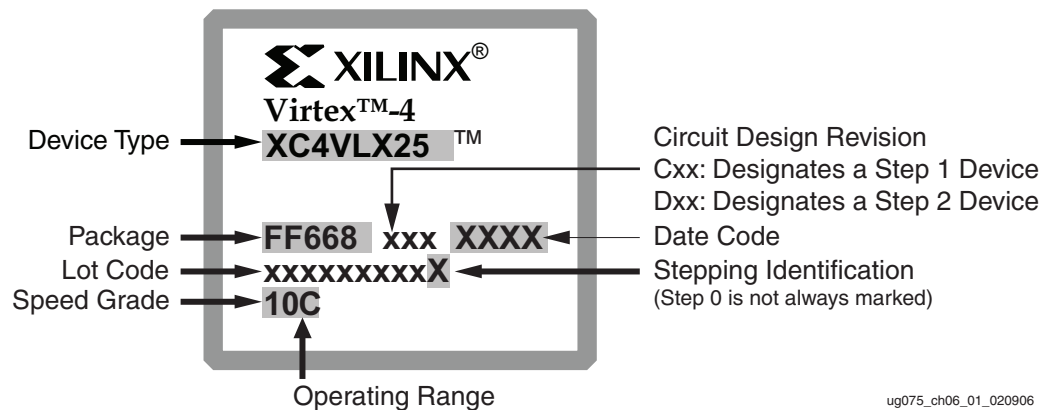 XILINX®
Virtex™-4
Device Type XC4VLX25 ™
Circuit Design Revision
Cxx: Designates a Step 1 Device
Dxx: Designates a Step 2 Device
Package FF668 xxx XXXX Date Code
Lot Code xxxxxxxxxX Stepping Identification
(Step 0 is not always marked)
Speed Grade 10C
Operating Range
ug075_ch06_01_020906